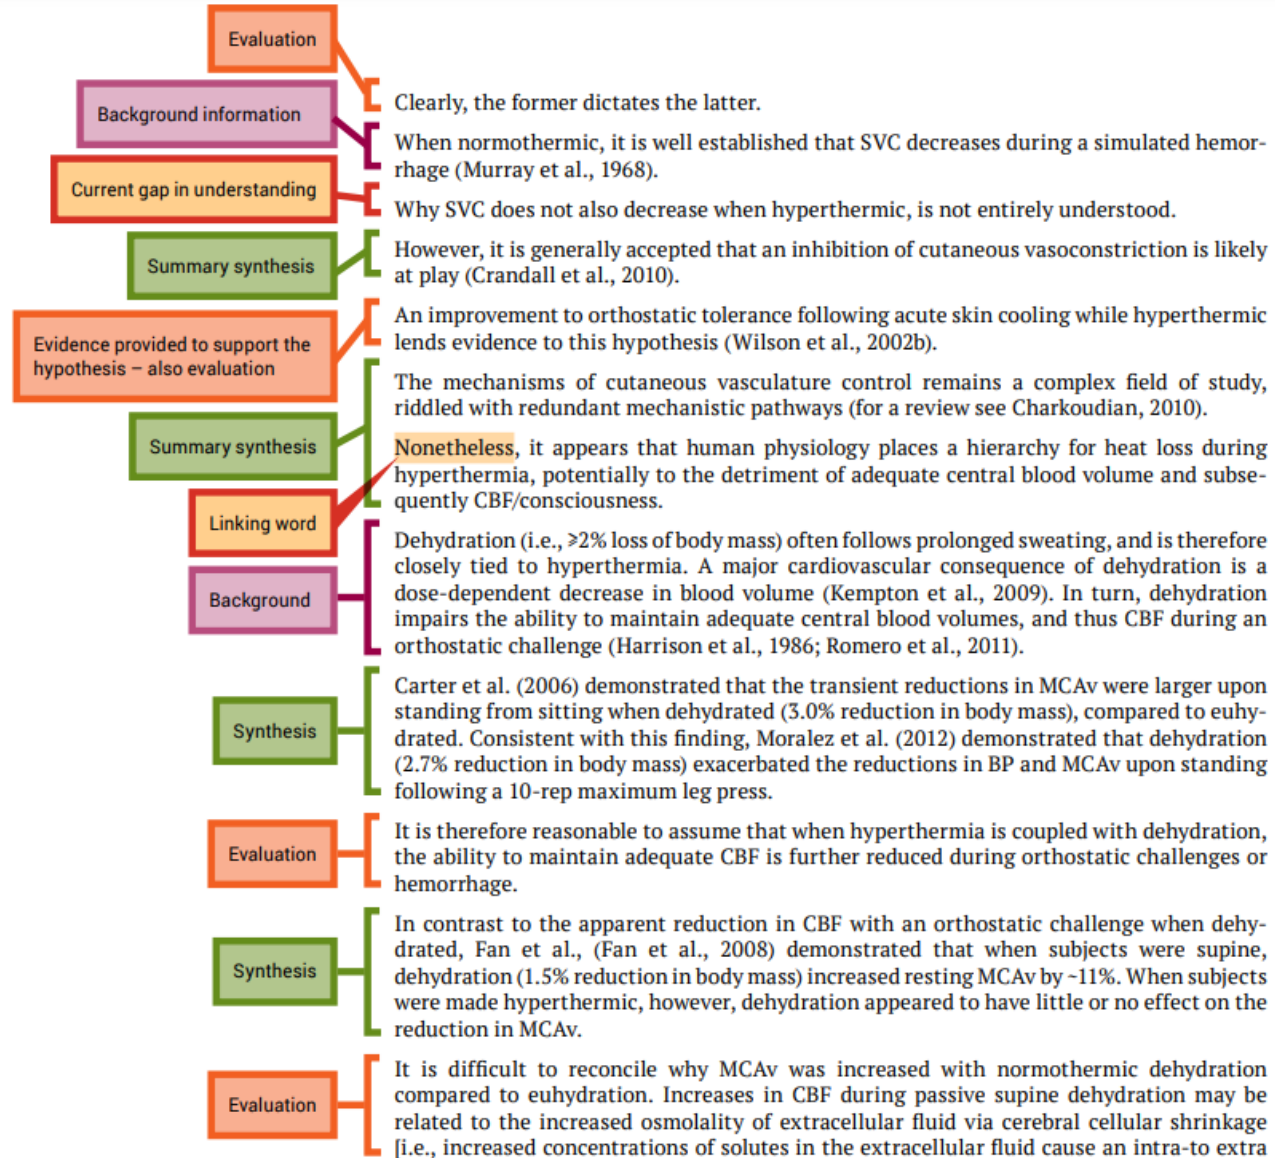 Evaluation
Clearly, the former dictates the latter.
Background information
When normothermic, it is well established that SVC decreases during a simulated hemor-
rhage (Murray et al., 1968).
Current gap in understanding
Why SVC does not also decrease when hyperthermic, is not entirely understood.
Summary synthesis
However, it is generally accepted that an inhibition of cutaneous vasoconstriction is likely
at play (Crandall et al., 2010).
Evidence provided to support the
hypothesis – also evaluation
An improvement to orthostatic tolerance following acute skin cooling while hyperthermic
lends evidence to this hypothesis (Wilson et al., 2002b).
Summary synthesis
The mechanisms of cutaneous vasculature control remains a complex field of study,
riddled with redundant mechanistic pathways (for a review see Charkoudian, 2010).
Linking word
Nonetheless, it appears that human physiology places a hierarchy for heat loss during
hyperthermia, potentially to the detriment of adequate central blood volume and subse-
quently CBF/consciousness.
Background
Dehydration (i.e., ⩾2% loss of body mass) often follows prolonged sweating, and is therefore
closely tied to hyperthermia. A major cardiovascular consequence of dehydration is a
dose-dependent decrease in blood volume (Kempton et al., 2009). In turn, dehydration
impairs the ability to maintain adequate central blood volumes, and thus CBF during an
orthostatic challenge (Harrison et al., 1986; Romero et al., 2011).
Synthesis
Carter et al. (2006) demonstrated that the transient reductions in MCAv were larger upon
standing from sitting when dehydrated (3.0% reduction in body mass), compared to euhy-
drated. Consistent with this finding, Moralez et al. (2012) demonstrated that dehydration
(2.7% reduction in body mass) exacerbated the reductions in BP and MCAv upon standing
following a 10-rep maximum leg press.
Evaluation
It is therefore reasonable to assume that when hyperthermia is coupled with dehydration,
the ability to maintain adequate CBF is further reduced during orthostatic challenges or
hemorrhage.
Synthesis
In contrast to the apparent reduction in CBF with an orthostatic challenge when dehy-
drated, Fan et al., (Fan et al., 2008) demonstrated that when subjects were supine,
dehydration (1.5% reduction in body mass) increased resting MCAv by ~11%. When subjects
were made hyperthermic, however, dehydration appeared to have little or no effect on the
reduction in MCAv.
Evaluation
It is difficult to reconcile why MCAv was increased with normothermic dehydration
compared to euhydration. Increases in CBF during passive supine dehydration may be
related to the increased osmolality of extracellular fluid via cerebral cellular shrinkage
[i.e., increased concentrations of solutes in the extracellular fluid cause an intra-to extra